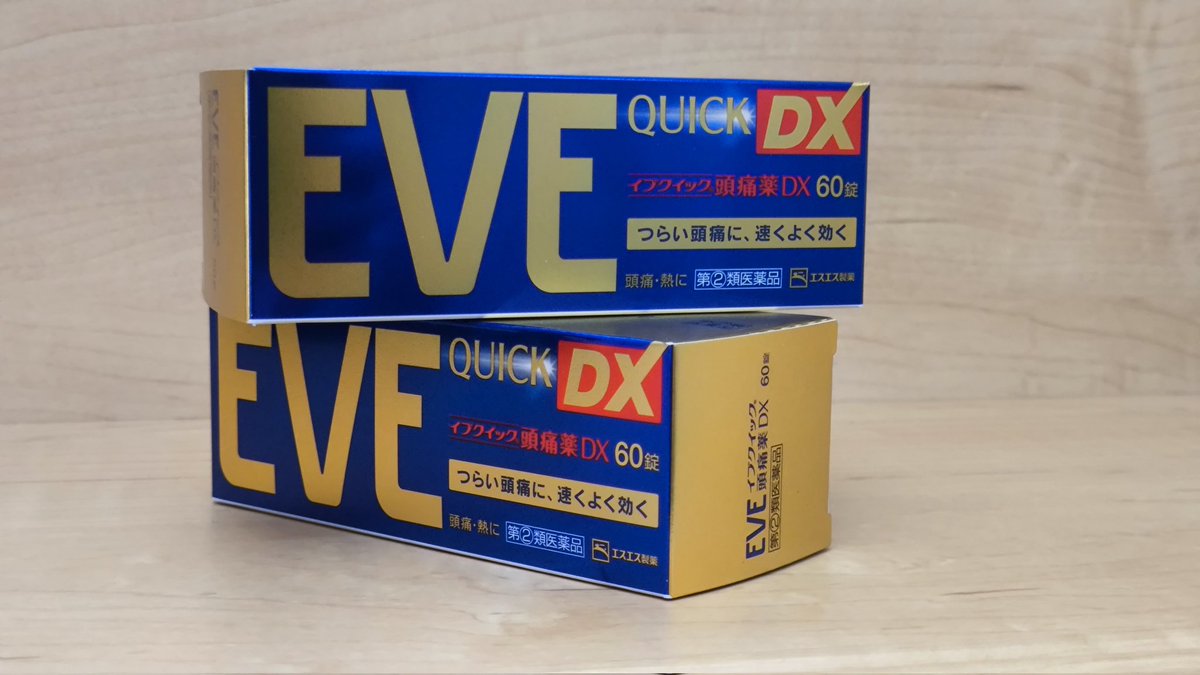 EVE
QUICK DX
イブクイック頭痛薬DX 60錠
つらい頭痛に、速くよく効く
頭痛・熱に 第②類医薬品 エスエス製薬
EVE
QUICK DX
イブクイック頭痛薬DX 60錠
つらい頭痛に、速くよく効く
頭痛・熱に 第②類医薬品 エスエス製薬
EVE イブクイック® 頭痛薬DX 60錠
第②類医薬品